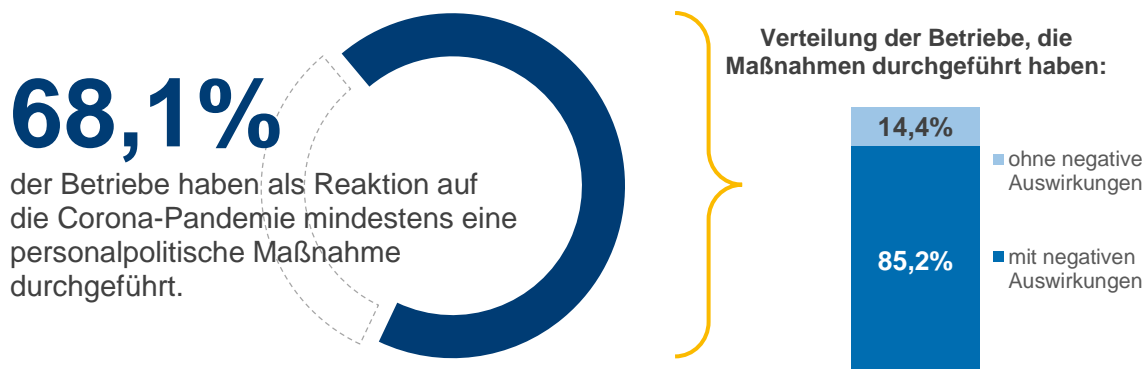 68,1%
der Betriebe haben als Reaktion auf
die Corona-Pandemie mindestens eine
personalpolitische Maßnahme
durchgeführt.
Verteilung der Betriebe, die
Maßnahmen durchgeführt haben:
14,4%
ohne negative
Auswirkungen
85,2%
mit negativen
Auswirkungen